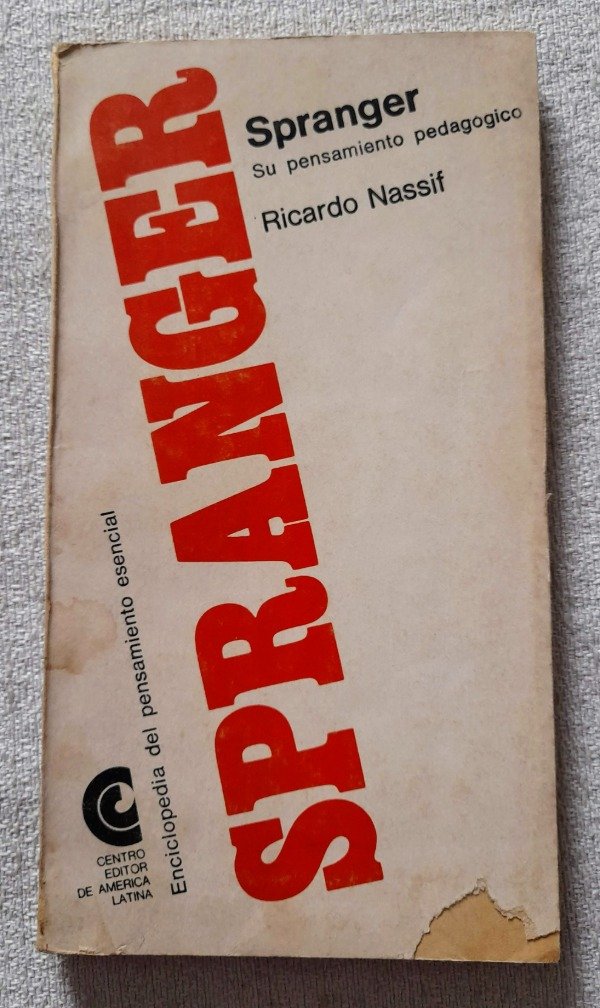 Spranger
Su pensamiento pedagogico
Ricardo Nassif
SPRANGER
Enciclopedia del pensamiento esencial
CENTRO
EDITOR
DE AMERICA
LATINA